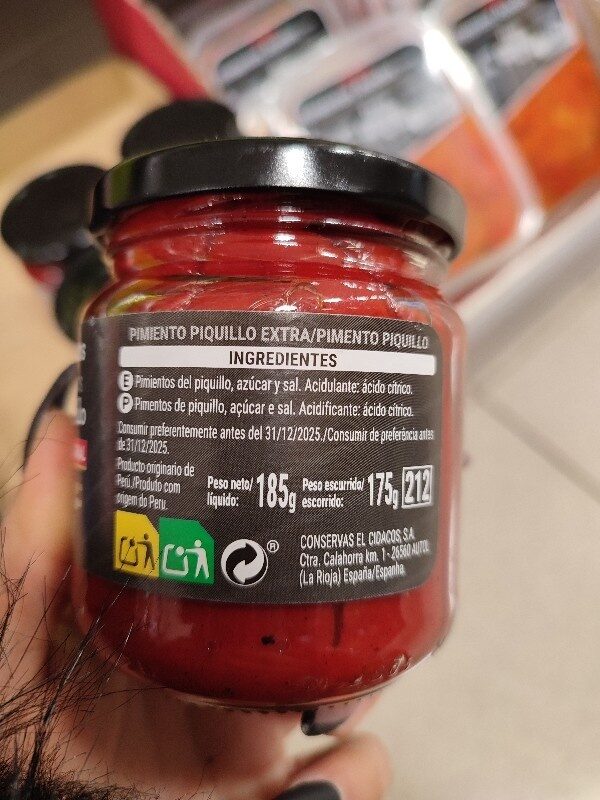 PIMIENTO PIQUILLO EXTRA/PIMENTO PIQUILLO
INGREDIENTES
E Pimientos del piquillo, azúcar y sal. Acidulante: ácido cítrico.
P Pimentos de piquillo, açúcar e sal. Acidificante: ácido cítrico.
Consumir preferentemente antes del 31/12/2025./Consumir de preferência antes
de 31/12/2025.
Producto originario de
Perú./Produto com
origem do Peru.
Peso neto/
líquido: 185g
Peso escurrido/
escorrido: 175g
212
®
CONSERVAS EL CIDACOS, S.A.
Ctra. Calahorra km. 1 - 26560 AUTOL
(La Rioja) España/Espanha.